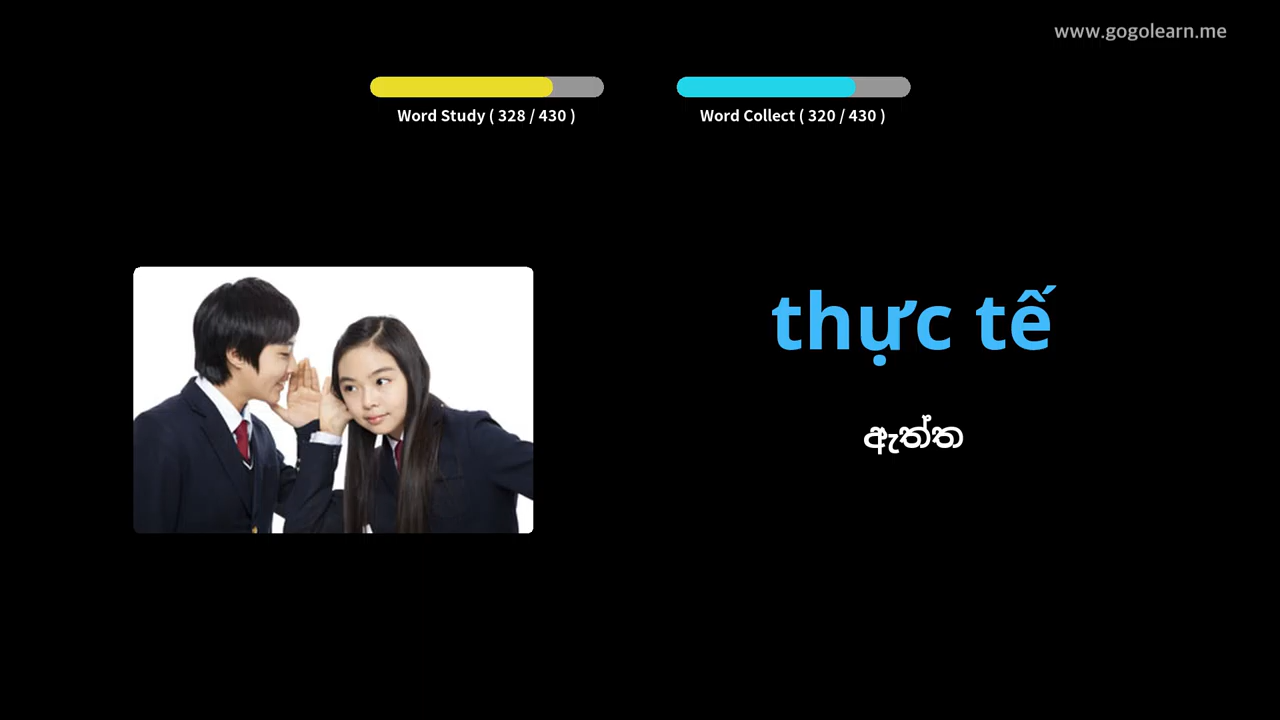 www.gogolearn.me
Word Study ( 328 / 430 )
Word Collect ( 320 / 430 )
thực tế
ඇත්ත